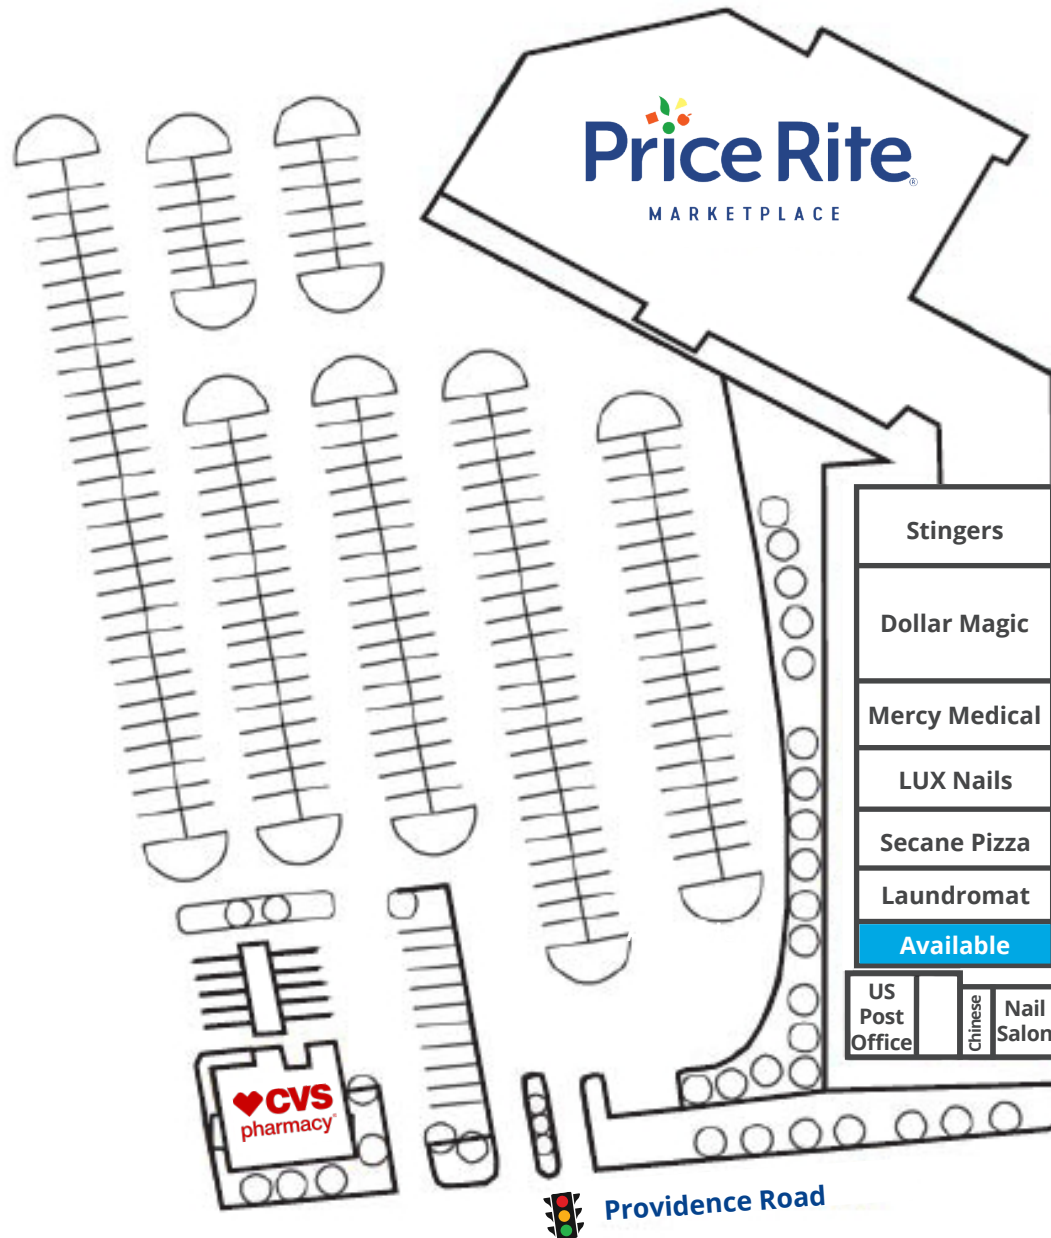 Price Rite®
MARKETPLACE
Stingers
Dollar Magic
Mercy Medical
LUX Nails
Secane Pizza
Laundromat
Available
US
Post
Office
Chinese
Nail
Salon
CVS
pharmacy®
Providence Road